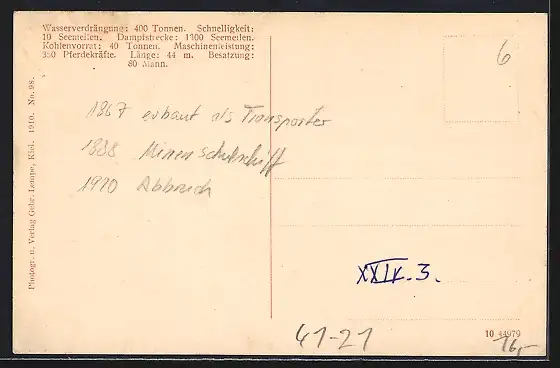 Wasserverdrängung: 400 Tonnen. Schnelligkeit:
10 Seemeilen. Dampfstrecke: 1300 Seemeilen.
Kohlenvorrat: 40 Tonnen. Maschinenleistung:
350 Pferdekräfte. Länge: 44 m. Besatzung:
80 Mann.
6
1867 erbaut als Transporter
1888 Minenschulschiff
1910 Abbruch
Photogr. u. Verlag Gebr. Lempe, Kiel. 1910. No. 98.
XXIV.3.
41-21
10 44979
16,-